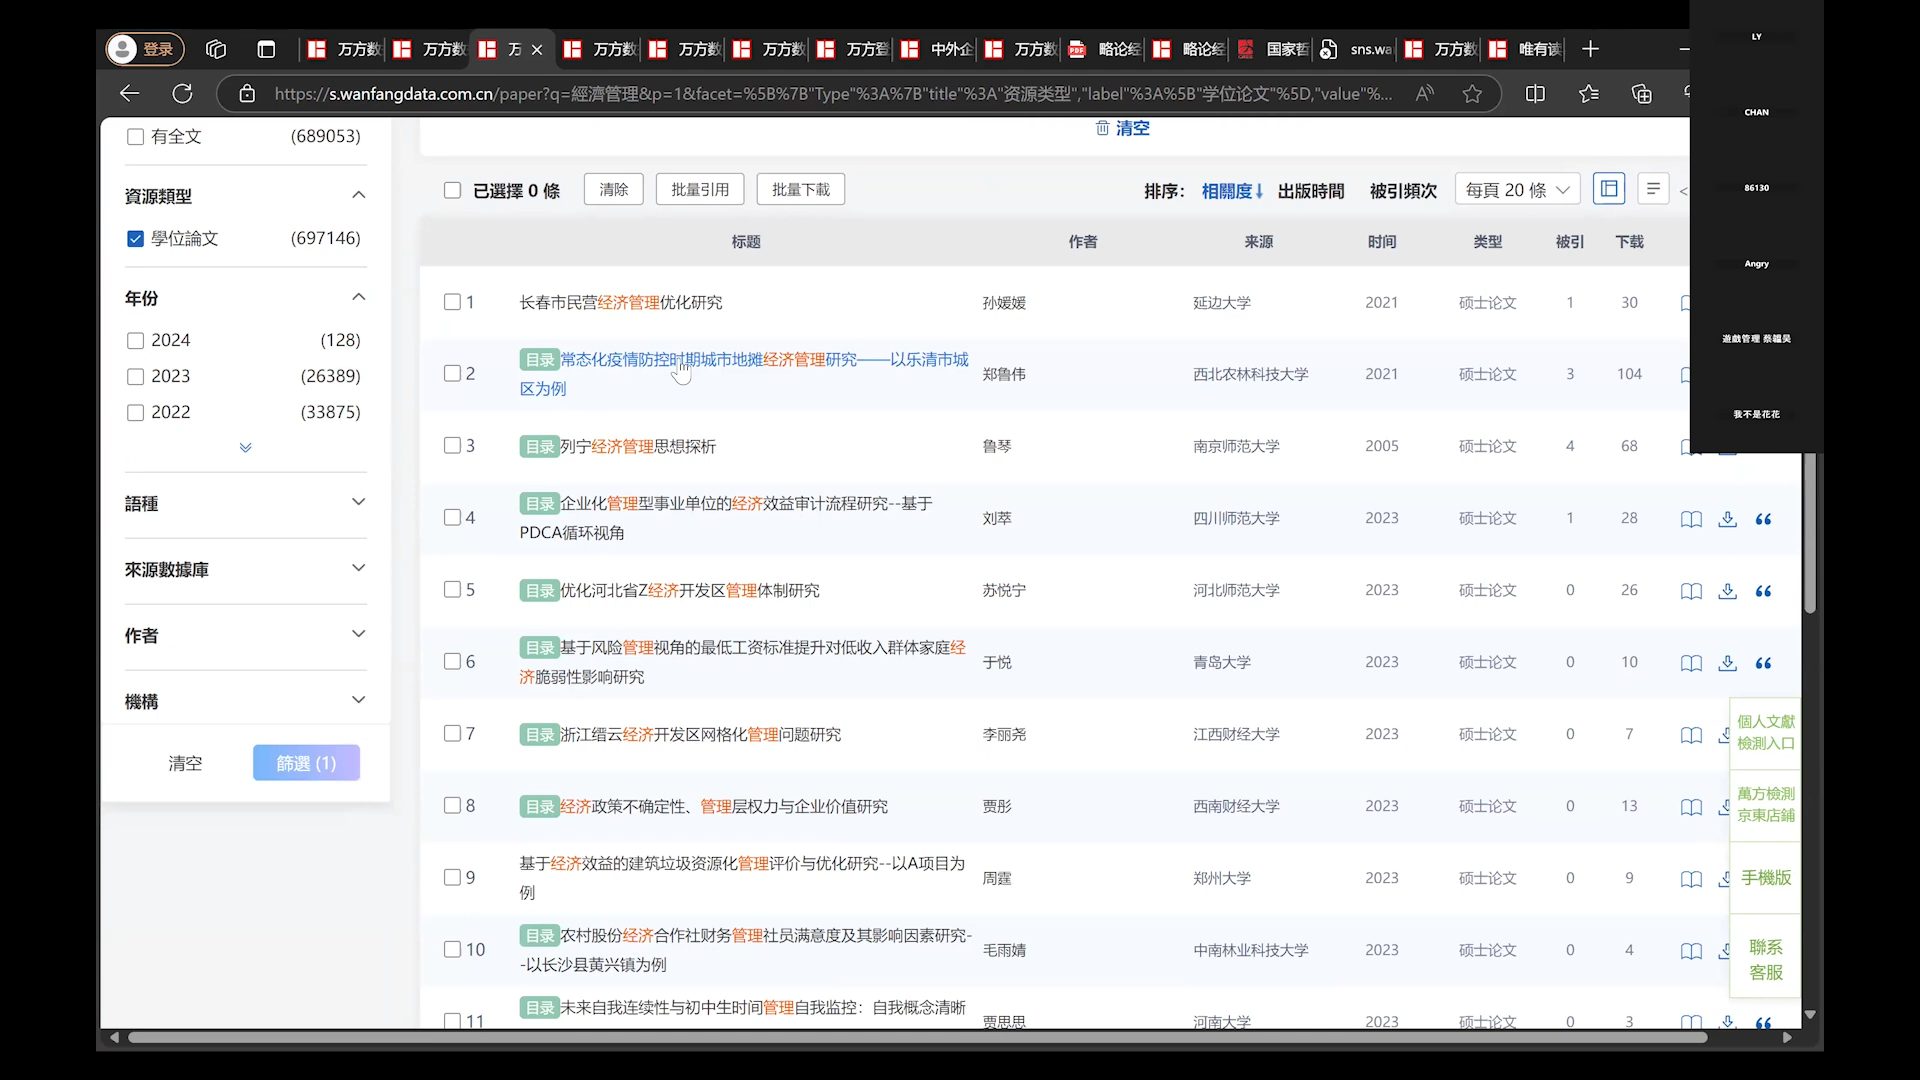 登录
万方数
万方数
万
万方数
万方数
万方数
万方登
中外企
万方数
略论经
略论经
国家哲
sns.wa
万方数
唯有读
https://s.wanfangdata.com.cn/paper?q=經濟管理&p=1&facet=%5B%7B"Type"%3A%7B"title"%3A"资源类型","label"%3A%5B"学位论文"%5D,"value"%...
LY
CHAN
86130
Angry
遊戲管理 蔡韞昊
我不是花花
有全文 (689053)
資源類型
學位論文 (697146)
年份
2024 (128)
2023 (26389)
2022 (33875)
語種
來源數據庫
作者
機構
清空 篩選 (1)
清空
已選擇 0 條 清除 批量引用 批量下載 排序: 相關度↓ 出版時間 被引頻次 每頁 20 條 <
标题 作者 来源 时间 类型 被引 下载
1 长春市民营经济管理优化研究 孙媛媛 延边大学 2021 硕士论文 1 30
2 目录 常态化疫情防控时期城市地摊经济管理研究——以乐清市城
区为例 郑鲁伟 西北农林科技大学 2021 硕士论文 3 104
3 目录 列宁经济管理思想探析 鲁琴 南京师范大学 2005 硕士论文 4 68
4 目录 企业化管理型事业单位的经济效益审计流程研究--基于
PDCA循环视角 刘萃 四川师范大学 2023 硕士论文 1 28
5 目录 优化河北省Z经济开发区管理体制研究 苏悦宁 河北师范大学 2023 硕士论文 0 26
6 目录 基于风险管理视角的最低工资标准提升对低收入群体家庭经
济脆弱性影响研究 于悦 青岛大学 2023 硕士论文 0 10
7 目录 浙江缙云经济开发区网格化管理问题研究 李丽尧 江西财经大学 2023 硕士论文 0 7
8 目录 经济政策不确定性、管理层权力与企业价值研究 贾彤 西南财经大学 2023 硕士论文 0 13
9 基于经济效益的建筑垃圾资源化管理评价与优化研究--以A项目为
例 周霆 郑州大学 2023 硕士论文 0 9
10 目录 农村股份经济合作社财务管理社员满意度及其影响因素研究-
-以长沙县黄兴镇为例 毛雨婧 中南林业科技大学 2023 硕士论文 0 4
11 目录 未来自我连续性与初中生时间管理自我监控：自我概念清晰
贾思思 河南大学 2023 硕士论文 0 3
個人文獻
檢測入口
萬方檢測
京東店鋪
手機版
聯系
客服